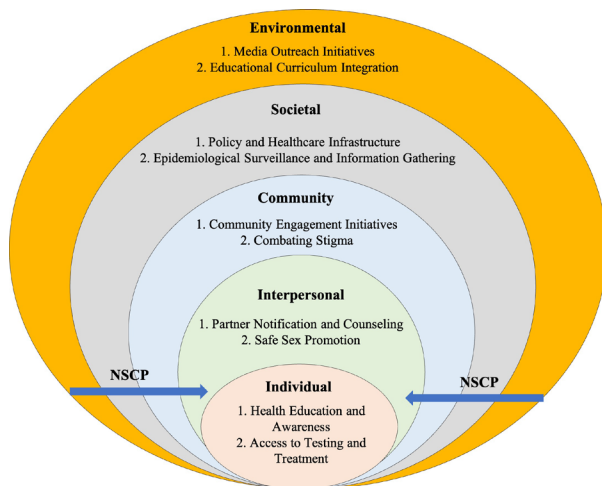 Environmental
1. Media Outreach Initiatives
2. Educational Curriculum Integration
Societal
1. Policy and Healthcare Infrastructure
2. Epidemiological Surveillance and Information Gathering
Community
1. Community Engagement Initiatives
2. Combating Stigma
Interpersonal
1. Partner Notification and Counseling
2. Safe Sex Promotion
NSCP
NSCP
Individual
1. Health Education and
Awareness
2. Access to Testing and
Treatment